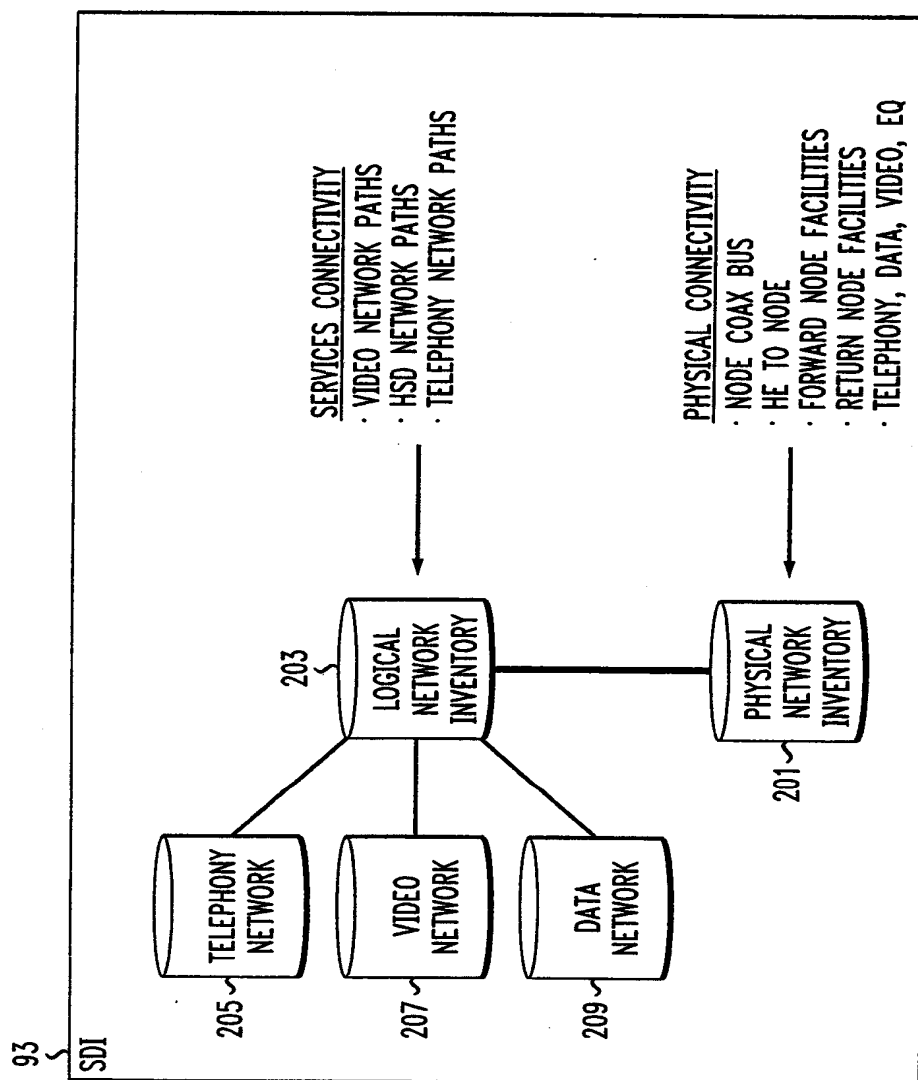 93
SDI
205
TELEPHONY
NETWORK
207
VIDEO
NETWORK
209
DATA
NETWORK
203
LOGICAL
NETWORK
INVENTORY
201
PHYSICAL
NETWORK
INVENTORY
SERVICES CONNECTIVITY
· VIDEO NETWORK PATHS
· HSD NETWORK PATHS
· TELEPHONY NETWORK PATHS
PHYSICAL CONNECTIVITY
· NODE COAX BUS
· HE TO NODE
· FORWARD NODE FACILITIES
· RETURN NODE FACILITIES
· TELEPHONY, DATA, VIDEO, EQ